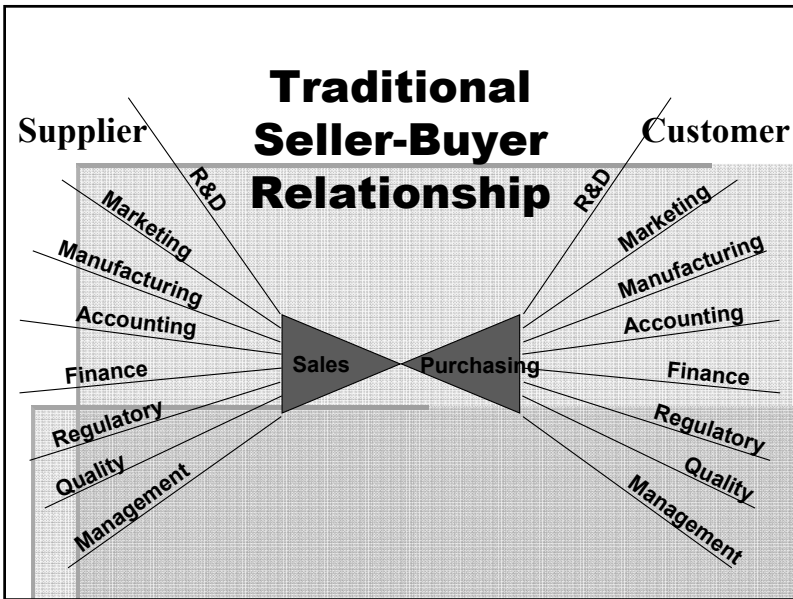 Traditional
Seller-Buyer
Relationship
Supplier
Customer
R&D
Marketing
Manufacturing
Accounting
Finance
Regulatory
Quality
Management
Sales
Purchasing
R&D
Marketing
Manufacturing
Accounting
Finance
Regulatory
Quality
Management